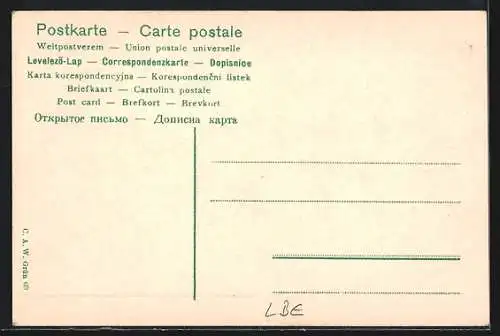 Postkarte — Carte postale
Weltpostverein — Union postale universelle
Levelező-Lap — Correspondenzkarte — Dopisnice
Karta korespondencyjna — Korespondenční lístek
Briefkaart — Cartolina postale
Post card — Brefkort — Brevkort
Открытое письмо — Дописна карта
C. A. W., Grün
LBE